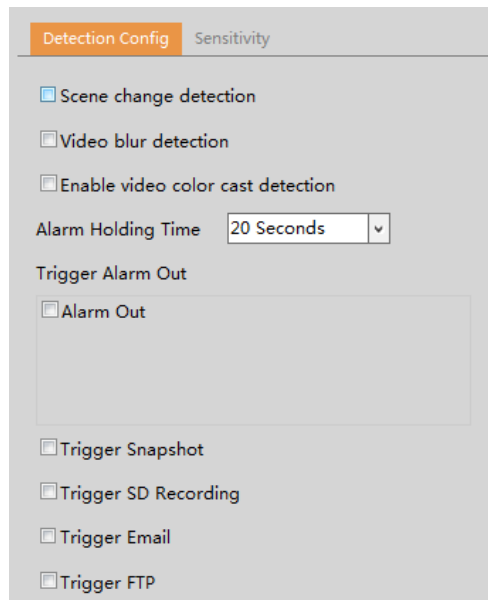 Detection Config Sensitivity
Scene change detection
Video blur detection
Enable video color cast detection
Alarm Holding Time 20 Seconds
Trigger Alarm Out
Alarm Out
Trigger Snapshot
Trigger SD Recording
Trigger Email
Trigger FTP